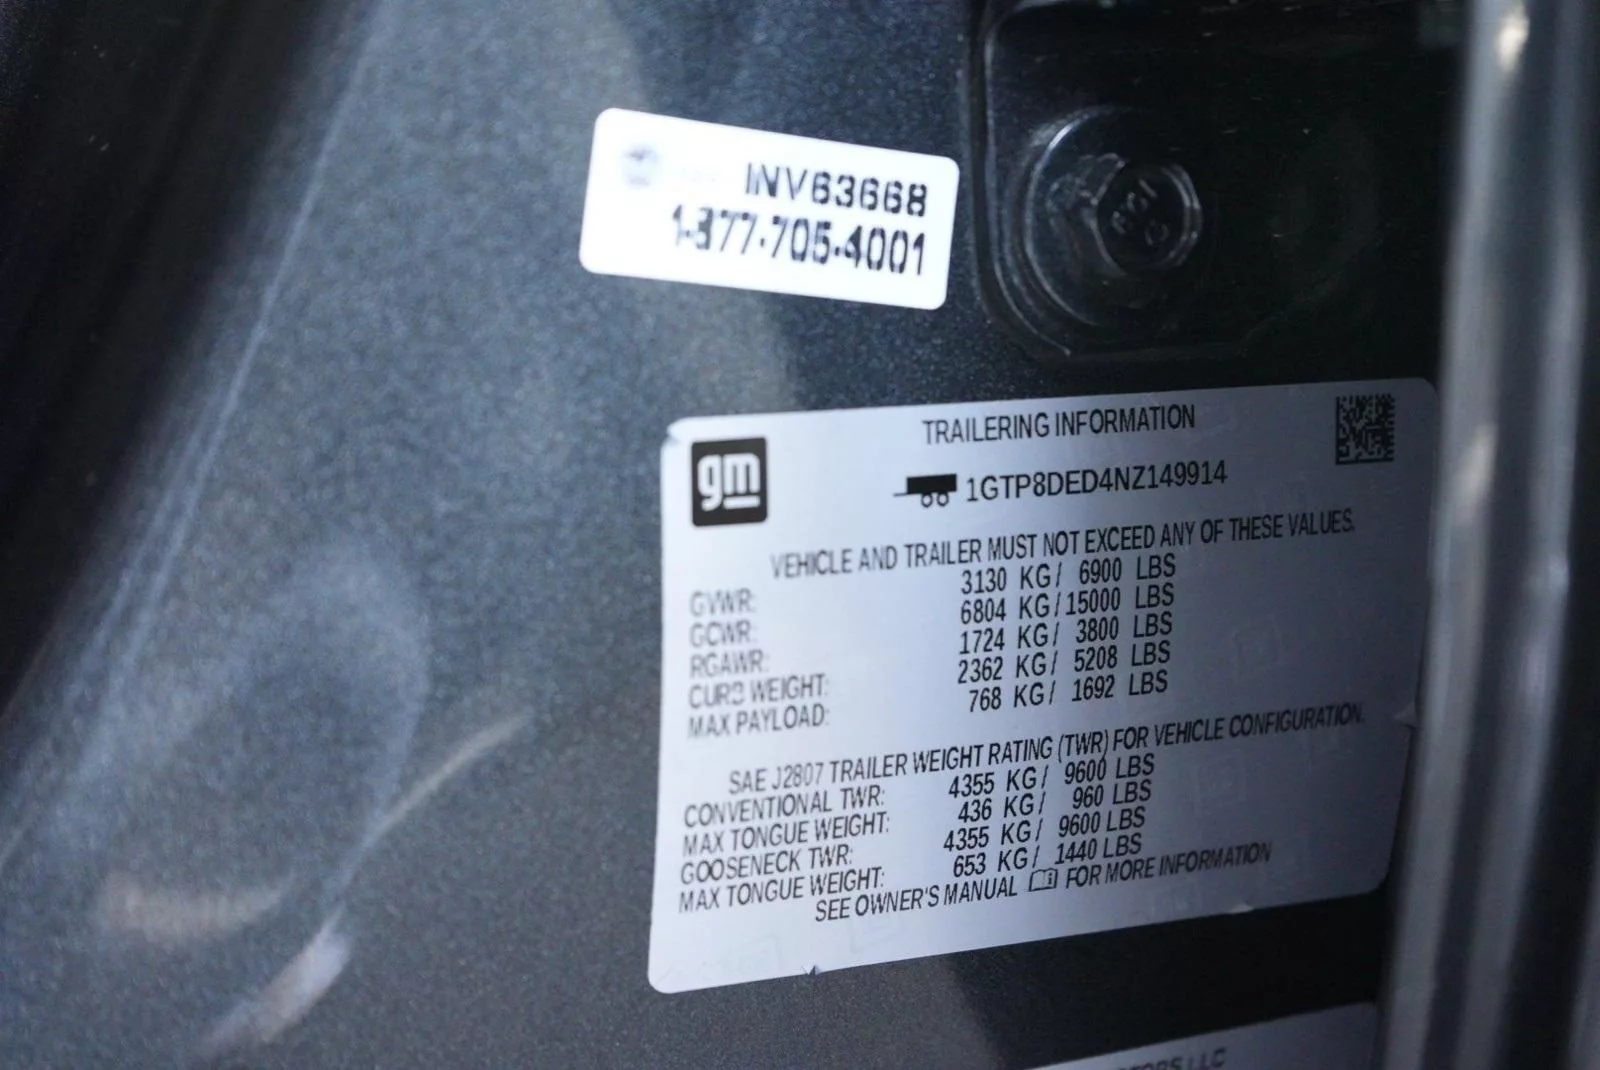 INV63668
1-877-705-4001
gm
TRAILERING INFORMATION
1GTP8DED4NZ149914
VEHICLE AND TRAILER MUST NOT EXCEED ANY OF THESE VALUES.
GVWR: 3130 KG/ 6900 LBS
GCWR: 6804 KG/15000 LBS
RGAWR: 1724 KG/ 3800 LBS
CURB WEIGHT: 2362 KG/ 5208 LBS
MAX PAYLOAD: 768 KG/ 1692 LBS
SAE J2807 TRAILER WEIGHT RATING (TWR) FOR VEHICLE CONFIGURATION.
CONVENTIONAL TWR: 4355 KG/ 9600 LBS
MAX TONGUE WEIGHT: 436 KG/ 960 LBS
GOOSENECK TWR: 4355 KG/ 9600 LBS
MAX TONGUE WEIGHT: 653 KG/ 1440 LBS
SEE OWNER'S MANUAL FOR MORE INFORMATION
LLC